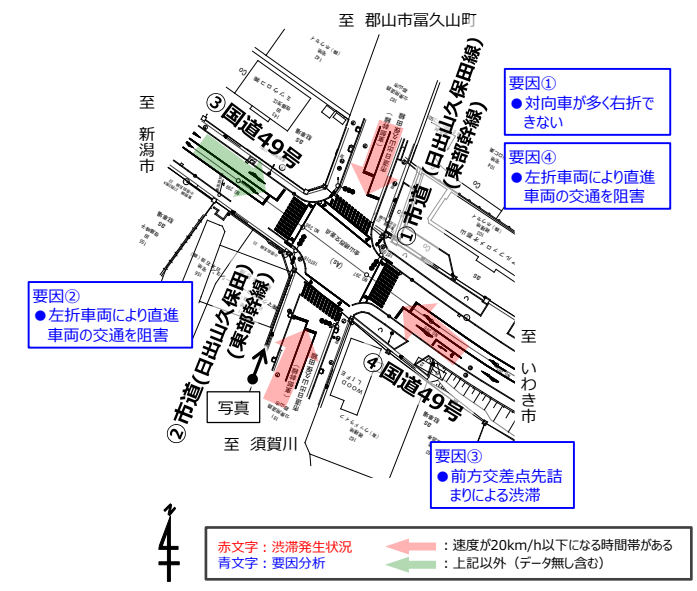 至 郡山市冨久山町
至 新潟市
③国道49号
①市道(日出山久保田線)
(東部幹線)
要因①
●対向車が多く右折で
きない
要因④
●左折車両により直進
車両の交通を阻害
要因②
●左折車両により直進
車両の交通を阻害
②市道(日出山久保田)
(東部幹線)
写真
至 須賀川
④国道49号
WOOD
LIFE
至 いわき市
要因③
●前方交差点先詰
まりによる渋滞
N
赤文字：渋滞発生状況
：速度が20km/h以下になる時間帯がある
青文字：要因分析
：上記以外（データ無し含む）